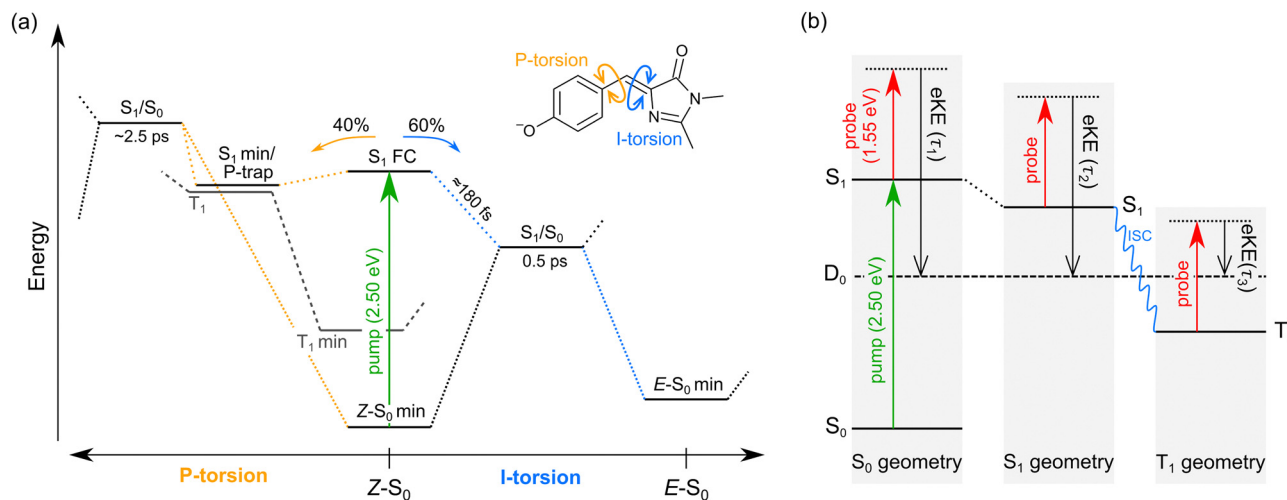 (a)
Energy
S1/S0
~2.5 ps
S1 min/
P-trap
T1
40%
60%
S1 FC
≈180 fs
pump (2.50 eV)
T1 min
Z-S0 min
S1/S0
0.5 ps
E-S0 min
P-torsion
I-torsion
O
N
N
−O
P-torsion
Z-S0
I-torsion
E-S0
(b)
probe
(1.55 eV)
eKE (τ1)
S1
pump (2.50 eV)
D0
S0
S0 geometry
probe
eKE (τ2)
S1
ISC
S1 geometry
probe
eKE(τ3)
T
T1 geometry